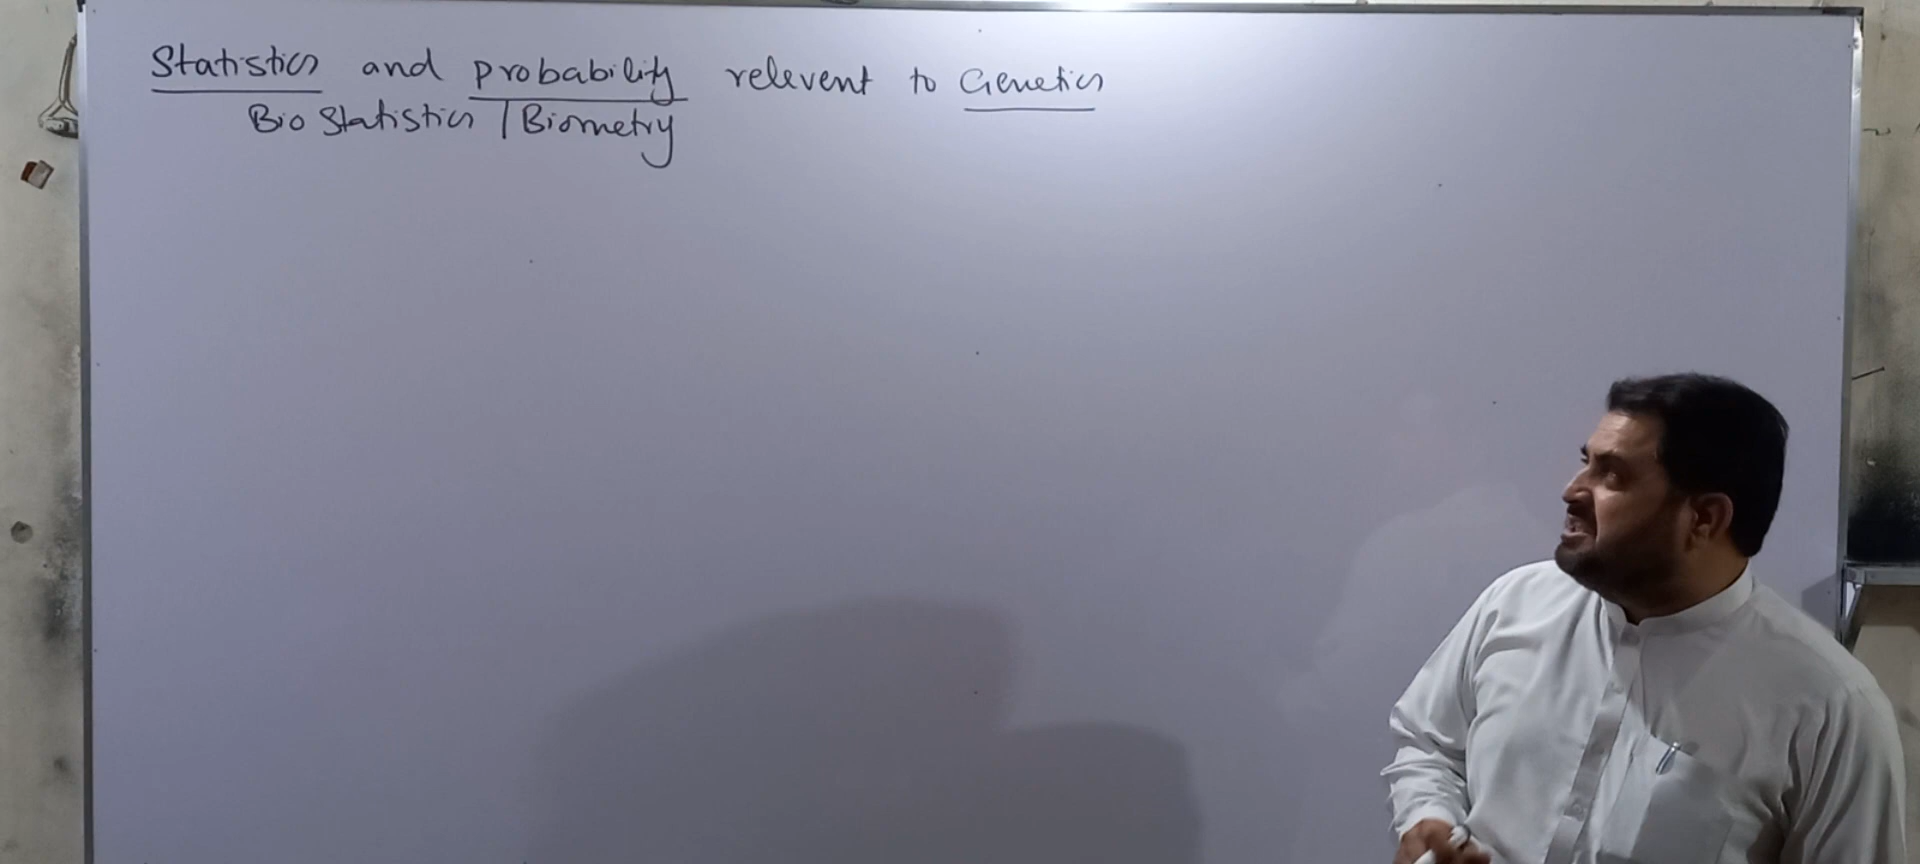 Statistics and probability relevent to Genetics
Bio Statistics / Biometry